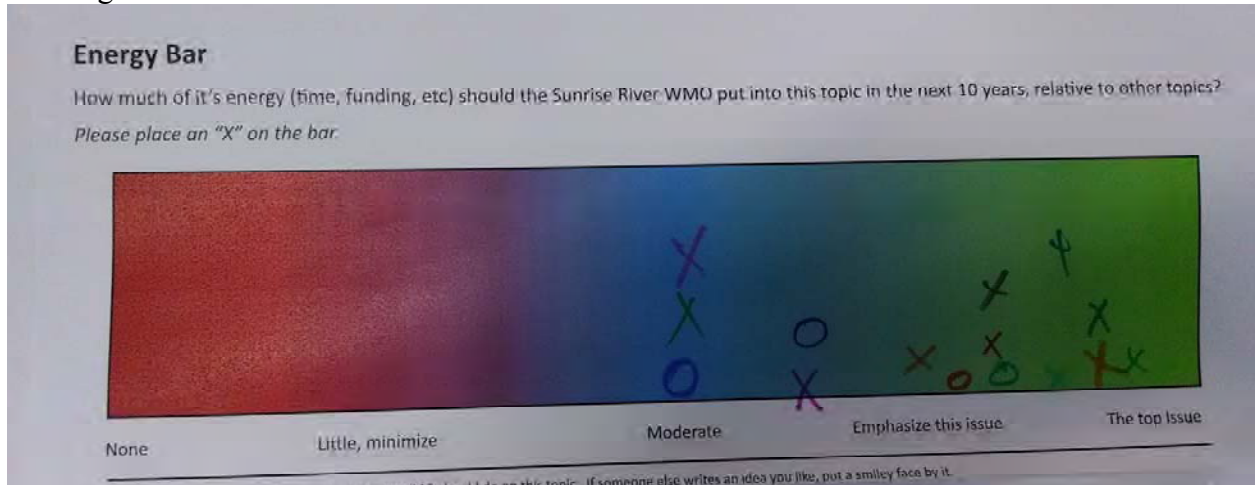 Energy Bar
How much of it's energy (time, funding, etc) should the Sunrise River WMO put into this topic in the next 10 years, relative to other topics?
Please place an "X" on the bar.
X
X X
X O X
O X X O X X X
None Little, minimize Moderate Emphasize this issue The top Issue
on this topic. If someone else writes an idea you like, put a smiley face by it.